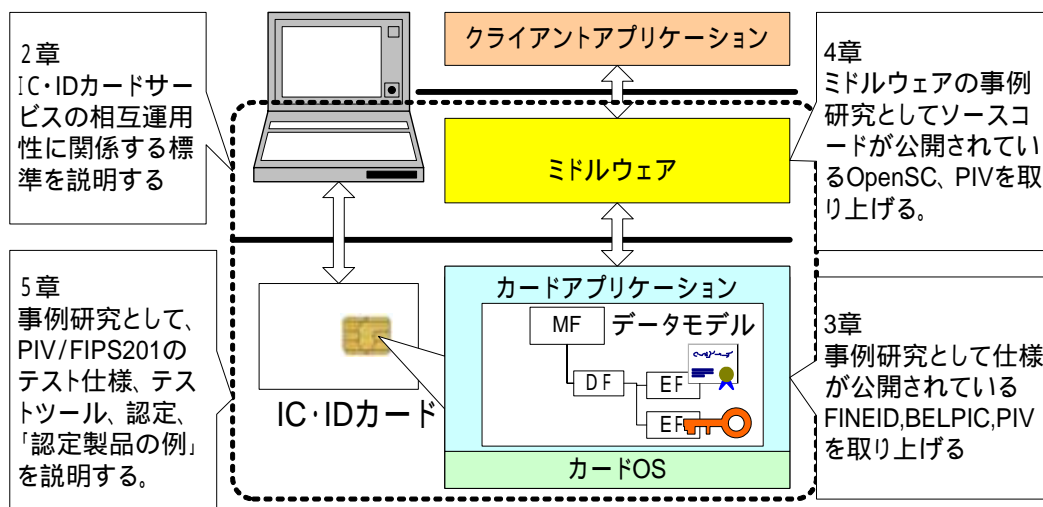 2章
IC・IDカードサー
ビスの相互運用
性に関係する標
準を説明する
クライアントアプリケーション
4章
ミドルウェアの事例
研究としてソースコ
ードが公開されてい
るOpenSC、PIVを取
り上げる。
ミドルウェア
5章
事例研究として、
PIV/FIPS201の
テスト仕様、テス
トツール、認定、
「認定製品の例」
を説明する。
IC・IDカード
カードアプリケーション
MF
データモデル
DF
EF
EF
カードOS
3章
事例研究として仕様
が公開されている
FINEID,BELPIC,PIV
を取り上げる